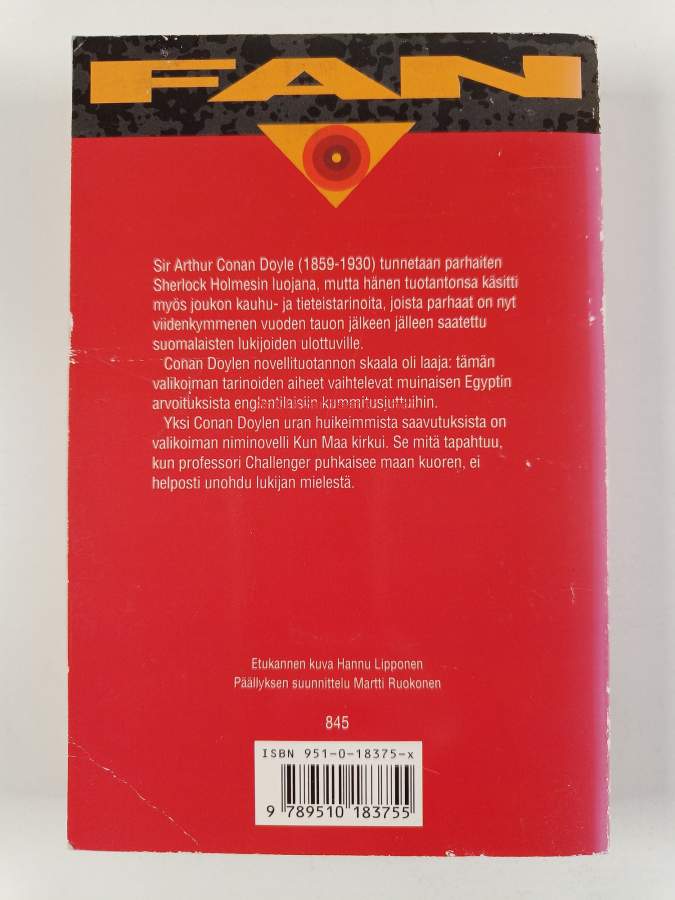 FAN
Sir Arthur Conan Doyle (1859-1930) tunnetaan parhaiten
Sherlock Holmesin luojana, mutta hänen tuotantonsa käsitti
myös joukon kauhu- ja tieteistarinoita, joista parhaat on nyt
viidenkymmenen vuoden tauon jälkeen jälleen saatettu
suomalaisten lukijoiden ulottuville.
Conan Doylen novellituotannon skaala oli laaja: tämän
valikoiman tarinoiden aiheet vaihtelevat muinaisen Egyptin
arvoituksista englantilaisiin kummitusjuttuihin.
Yksi Conan Doylen uran huikeimmista saavutuksista on
valikoiman niminovelli Kun Maa kirkui. Se mitä tapahtuu,
kun professori Challenger puhkaisee maan kuoren, ei
helposti unohdu lukijan mielestä.
Etukannen kuva Hannu Lipponen
Päällyksen suunnittelu Martti Ruokonen
845
ISBN 951-0-18375-x
9 789510 183755